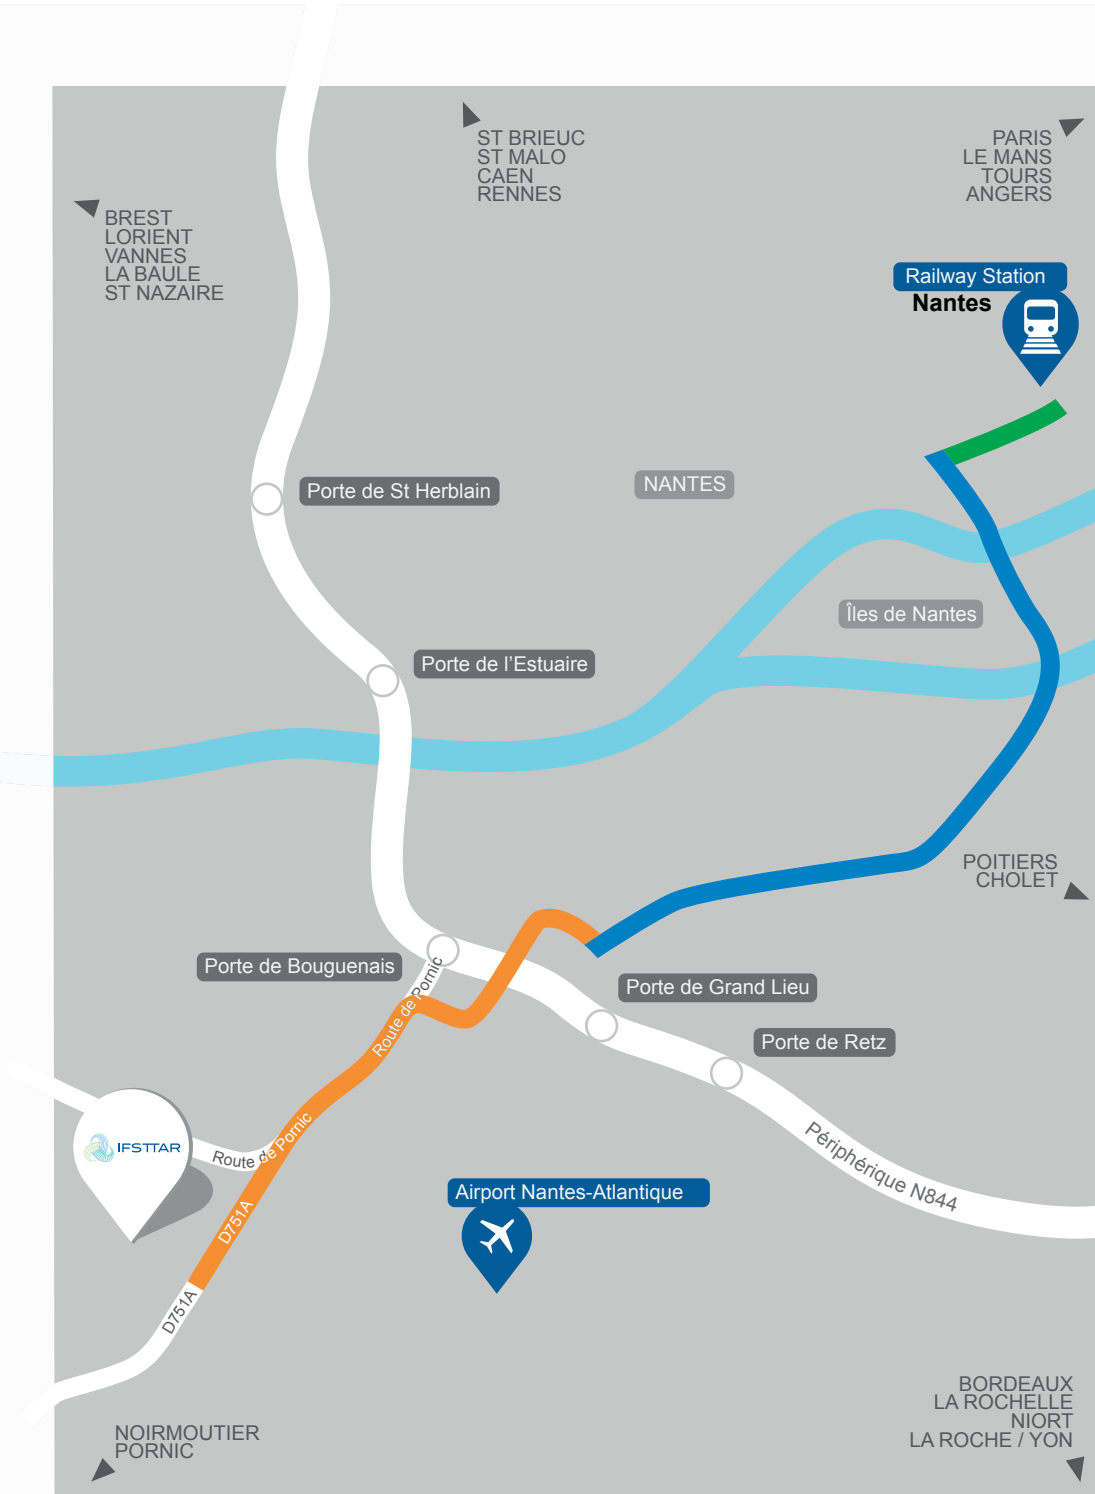 ST BRIEUC
ST MALO
CAEN
RENNES
PARIS
LE MANS
TOURS
ANGERS
BREST
LORIENT
VANNES
LA BAULE
ST NAZAIRE
Railway Station
Nantes
Porte de St Herblain
NANTES
Îles de Nantes
Porte de l’Estuaire
POITIERS
CHOLET
Porte de Bouguenais
Route de Pornic
Porte de Grand Lieu
Porte de Retz
Périphérique N844
IFSTTAR
Route de Pornic
D751A
D751A
Airport Nantes-Atlantique
NOIRMOUTIER
PORNIC
BORDEAUX
LA ROCHELLE
NIORT
LA ROCHE / YON